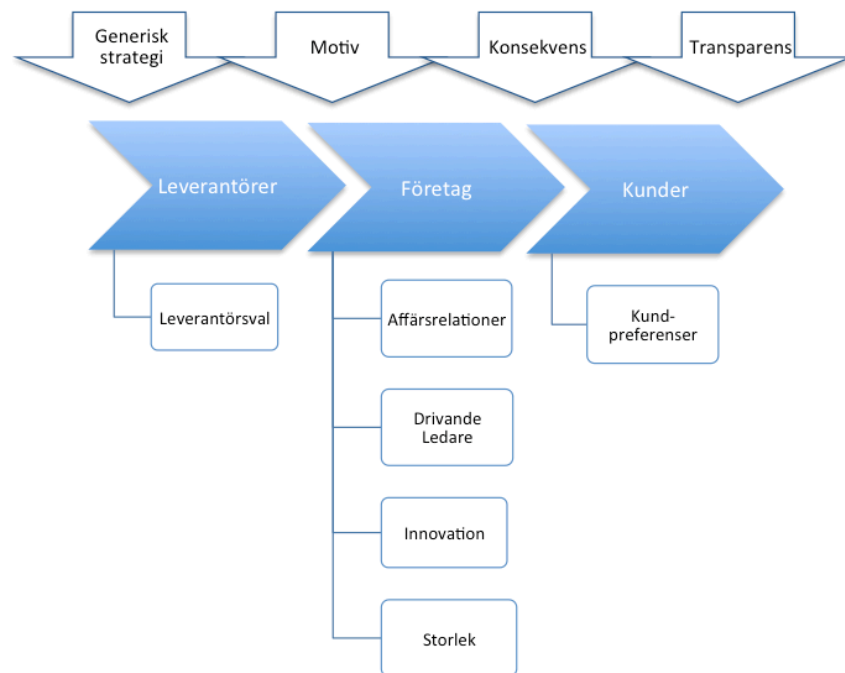 Generisk
strategi
Motiv
Konsekvens
Transparens
Leverantörer
Företag
Kunder
Leverantörsval
Affärsrelationer
Kund-
preferenser
Drivande
Ledare
Innovation
Storlek